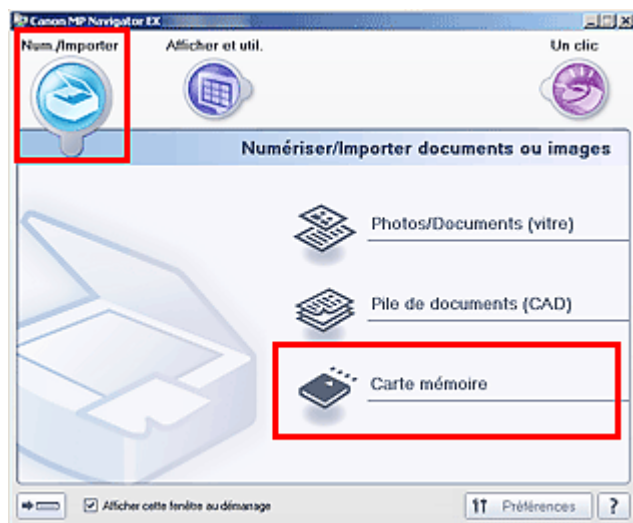 Canon MP Navigator EX
Num./Importer
Afficher et util.
Un clic
Numériser/Importer documents ou images
Photos/Documents (vitre)
Pile de documents (CAD)
Carte mémoire
Afficher cette fenêtre au démarrage
Préférences
?